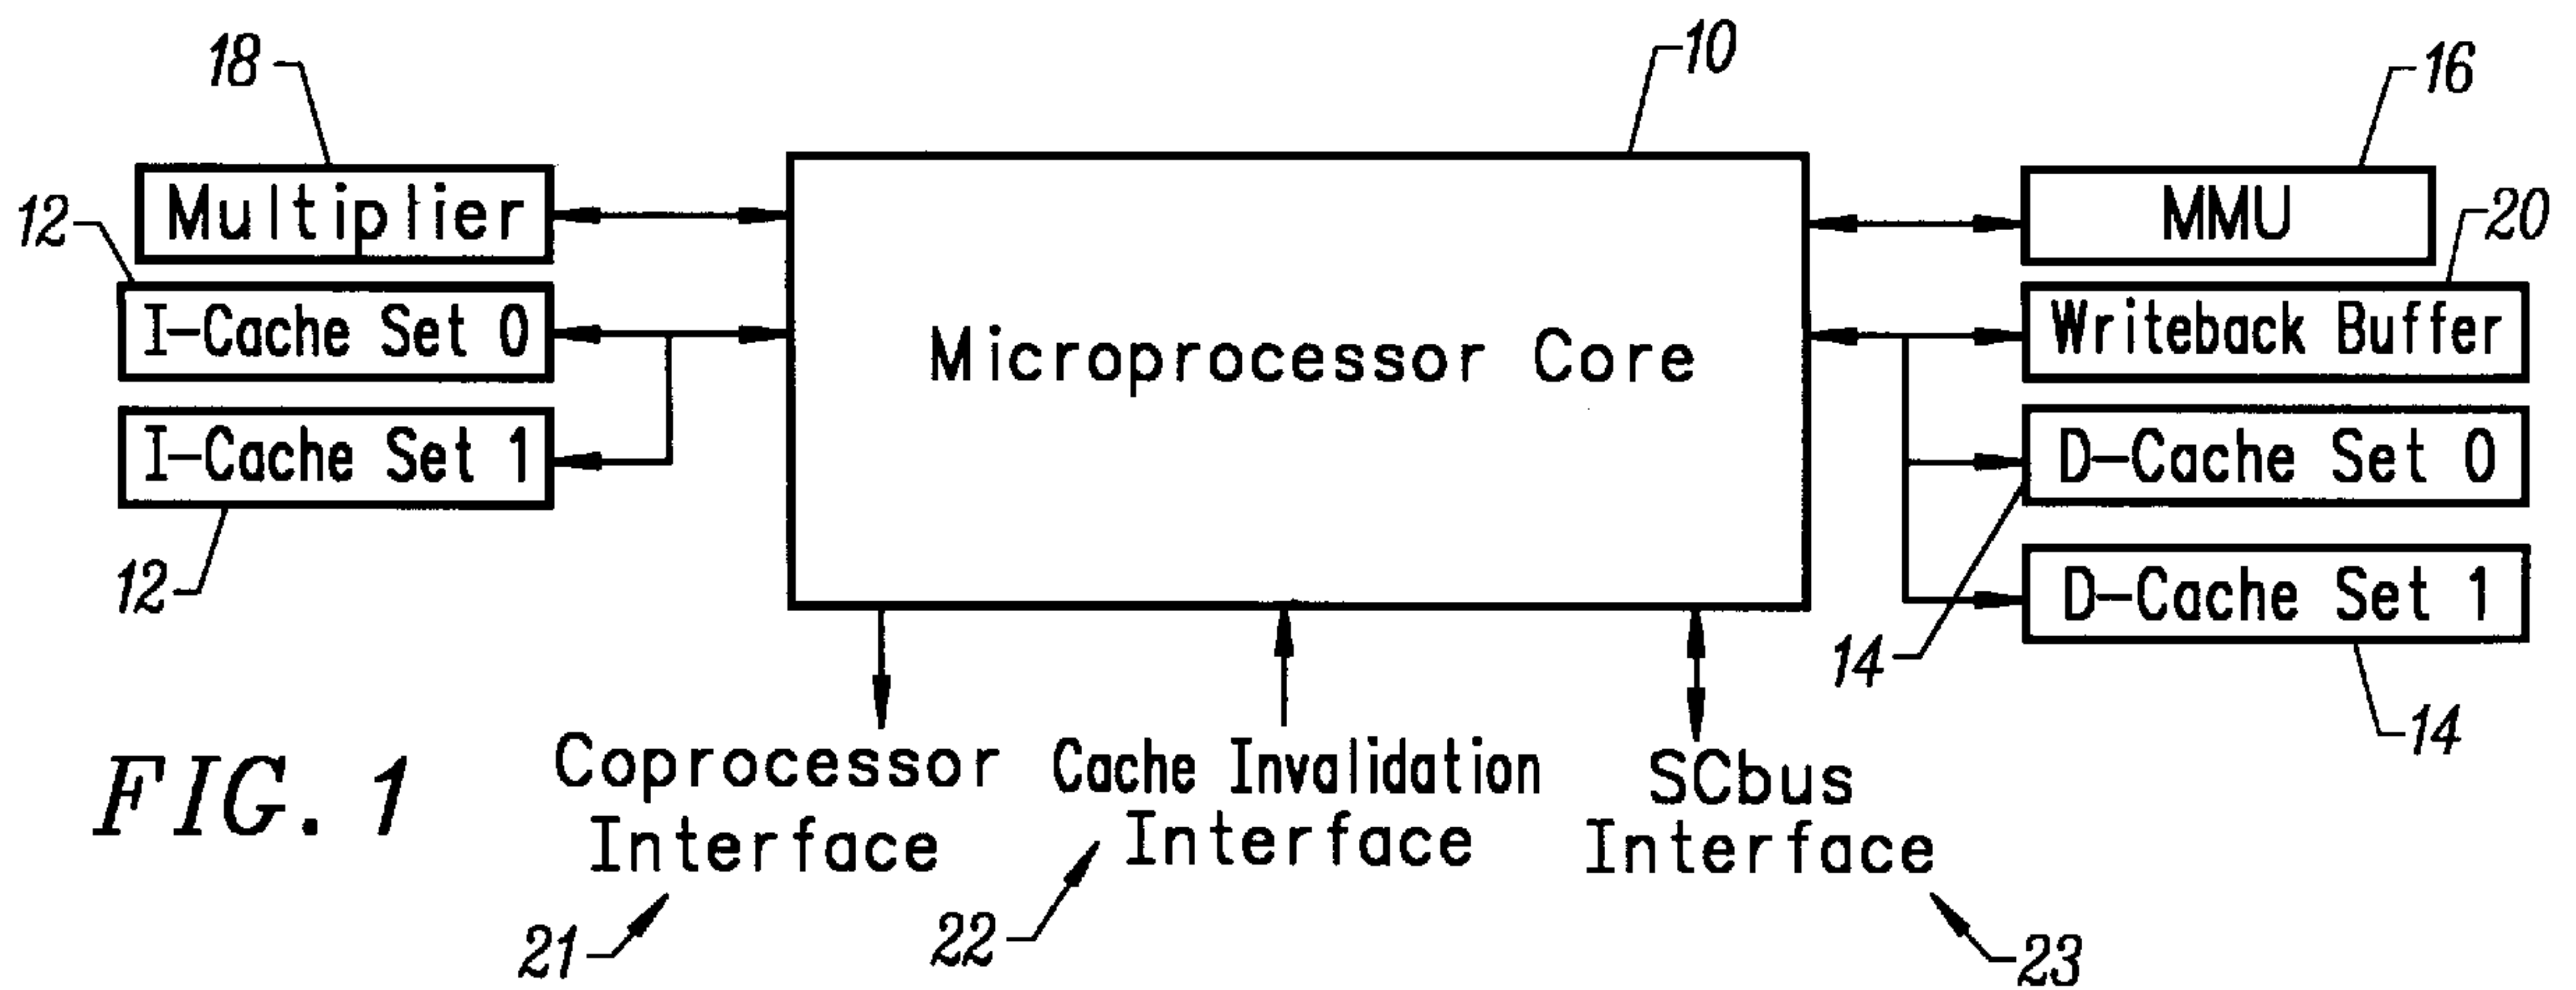 18
10
16
12
Multiplier
MMU
20
I-Cache Set 0
Microprocessor Core
Writeback Buffer
I-Cache Set 1
D-Cache Set 0
12
D-Cache Set 1
14
14
Coprocessor
Interface
Cache Invalidation
Interface
SCbus
Interface
FIG. 1
21
22
23